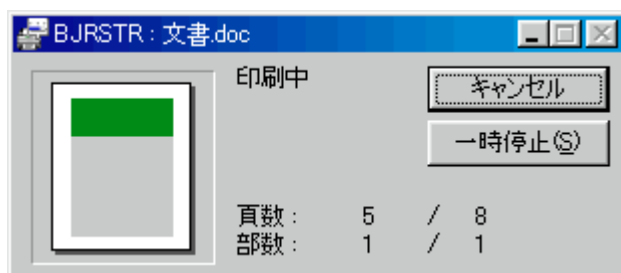 BJRSTR : 文書.doc
印刷中
キャンセル
一時停止(S)
頁数 : 5 / 8
部数 : 1 / 1